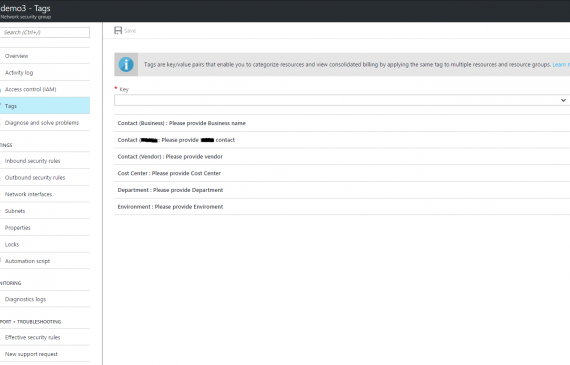 demo3 - Tags
Network security group
Search (Ctrl+/)
Overview
Activity log
Access control (IAM)
Tags
Diagnose and solve problems
TINGS
Inbound security rules
Outbound security rules
Network interfaces
Subnets
Properties
Locks
Automation script
NITORING
Diagnostics logs
PORT + TROUBLESHOOTING
Effective security rules
New support request
Save
Tags are key/value pairs that enable you to categorize resources and view consolidated billing by applying the same tag to multiple resources and resource groups. Learn m
* Key
Contact (Business) : Please provide Business name
Contact ( : Please provide contact
Contact (Vendor) : Please provide vendor
Cost Center : Please provide Cost Center
Department : Please provide Department
Environment : Please provide Enviroment